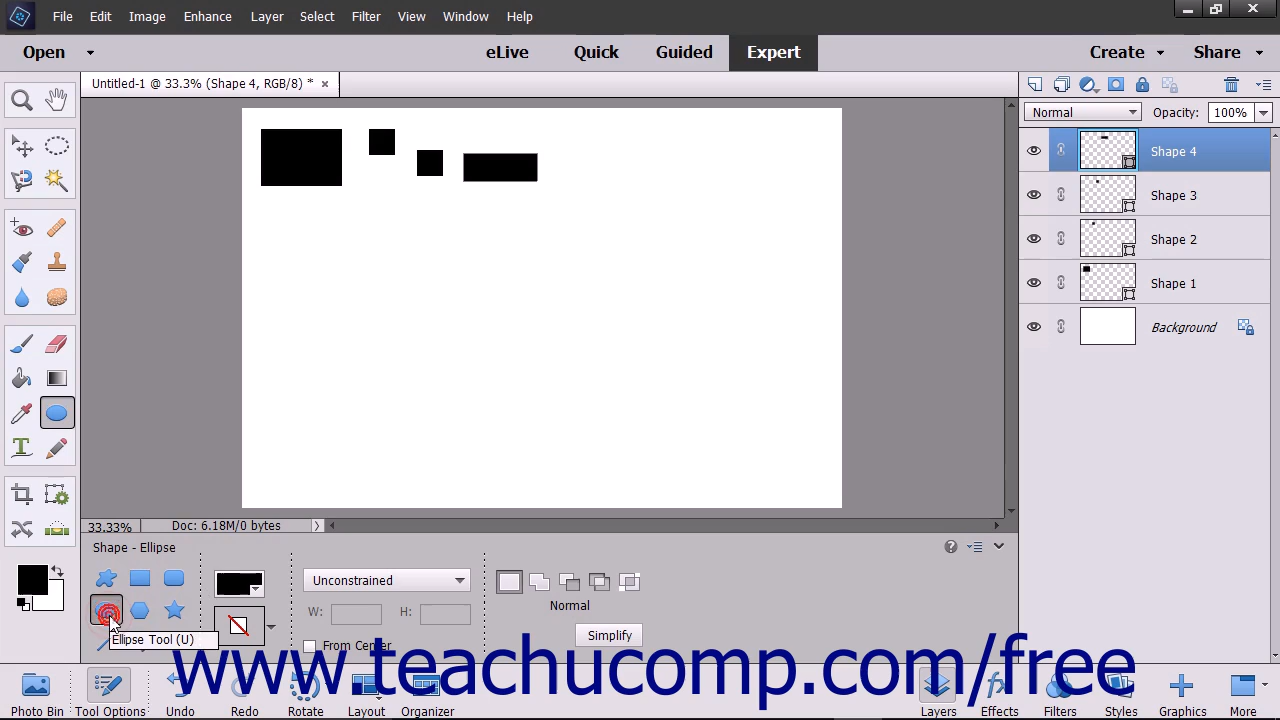 File Edit Image Enhance Layer Select Filter View Window Help
Open eLive Quick Guided Expert Create Share
Untitled-1 @ 33.3% (Shape 4, RGB/8) * ×
Normal Opacity: 100%
Shape 4
Shape 3
Shape 2
Shape 1
Background
33.33% Doc: 6.18M/0 bytes
Shape - Ellipse
Unconstrained
W: H: Normal
Ellipse Tool (U) From Center Simplify
www.teachucomp.com/free
Photo Bin Tool Options Undo Redo Rotate Layout Organizer Layers Effects Filters Styles Graphics More